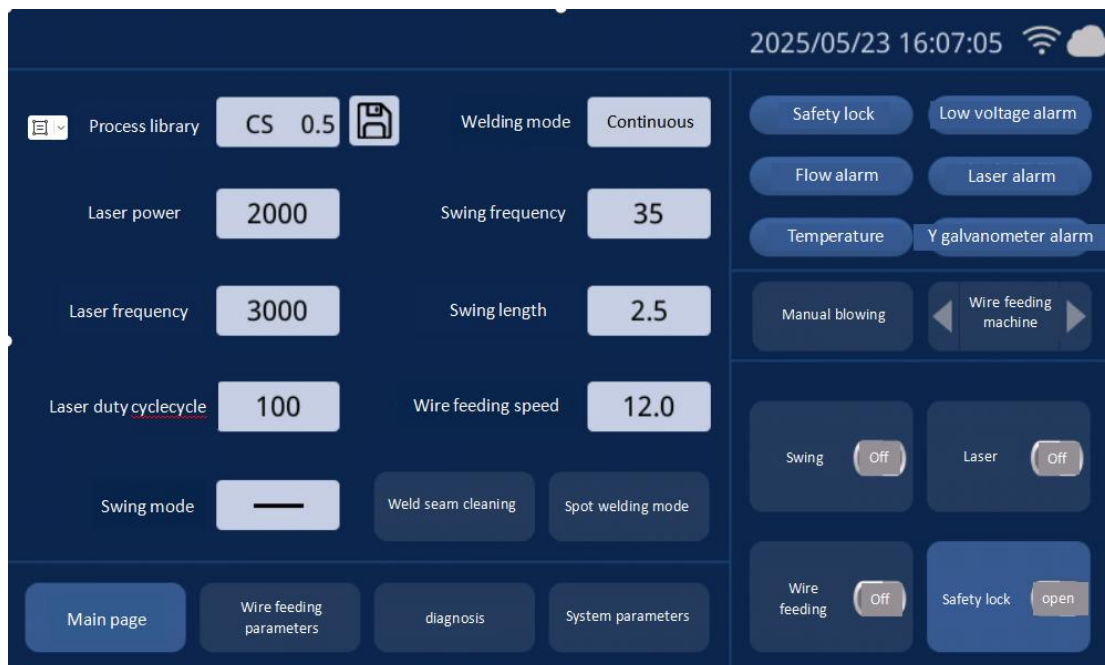 2025/05/23 16:07:05
Process library
CS 0.5
Welding mode
Continuous
Laser power
2000
Swing frequency
35
Laser frequency
3000
Swing length
2.5
Laser duty cyclecycle
100
Wire feeding speed
12.0
Swing mode
Weld seam cleaning
Spot welding mode
Main page
Wire feeding
parameters
diagnosis
System parameters
Safety lock
Low voltage alarm
Flow alarm
Laser alarm
Temperature
Y galvanometer alarm
Manual blowing
Wire feeding
machine
Swing
Off
Laser
Off
Wire
feeding
Off
Safety lock
open